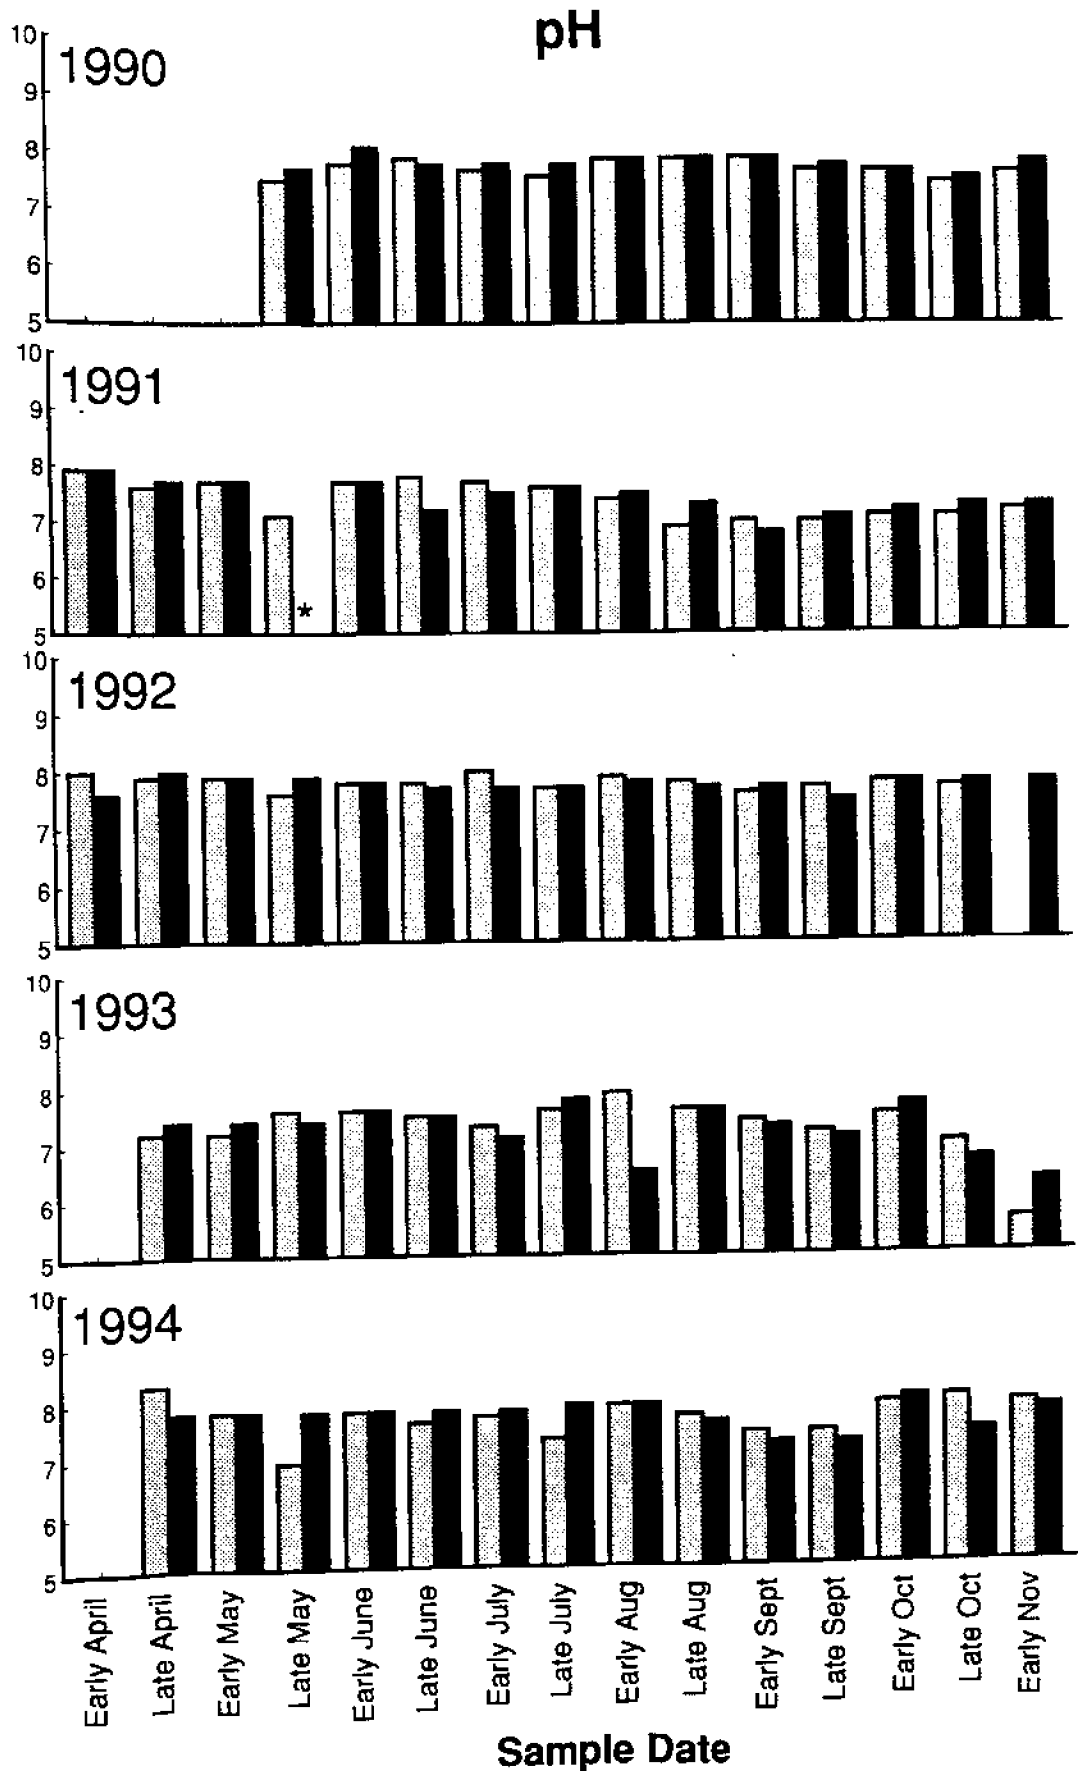 pH
1990
10
9
8
7
6
5
1991
10
9
8
7
6
5
*
1992
10
9
8
7
6
5
1993
10
9
8
7
6
5
1994
10
9
8
7
6
5
Early April
Late April
Early May
Late May
Early June
Late June
Early July
Late July
Early Aug
Late Aug
Early Sept
Late Sept
Early Oct
Late Oct
Early Nov
Sample Date